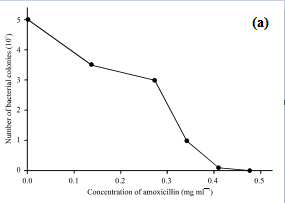 (a)
Number of bacterial colonies (10⁷)
5
4
3
2
1
0
0.0 0.1 0.2 0.3 0.4 0.5
Concentration of amoxicillin (mg ml⁻)